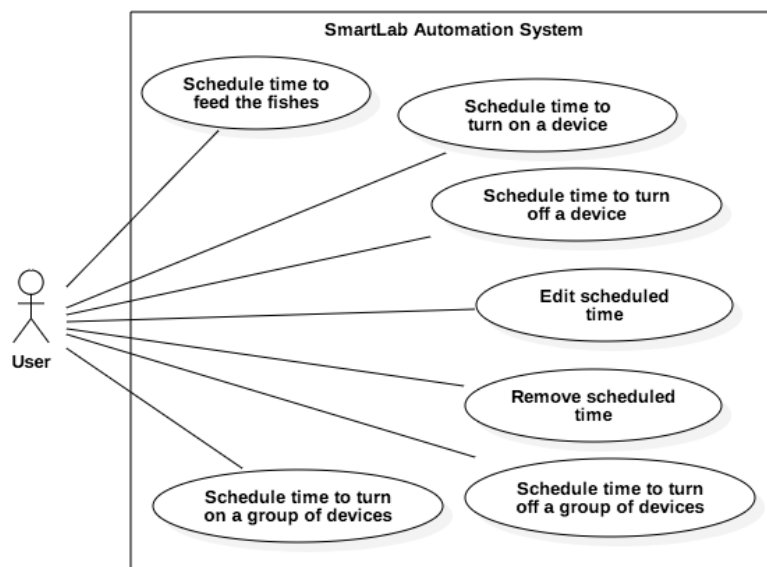 SmartLab Automation System
Schedule time to
feed the fishes
Schedule time to
turn on a device
Schedule time to turn
off a device
Edit scheduled
time
User
Remove scheduled
time
Schedule time to turn
on a group of devices
Schedule time to turn
off a group of devices